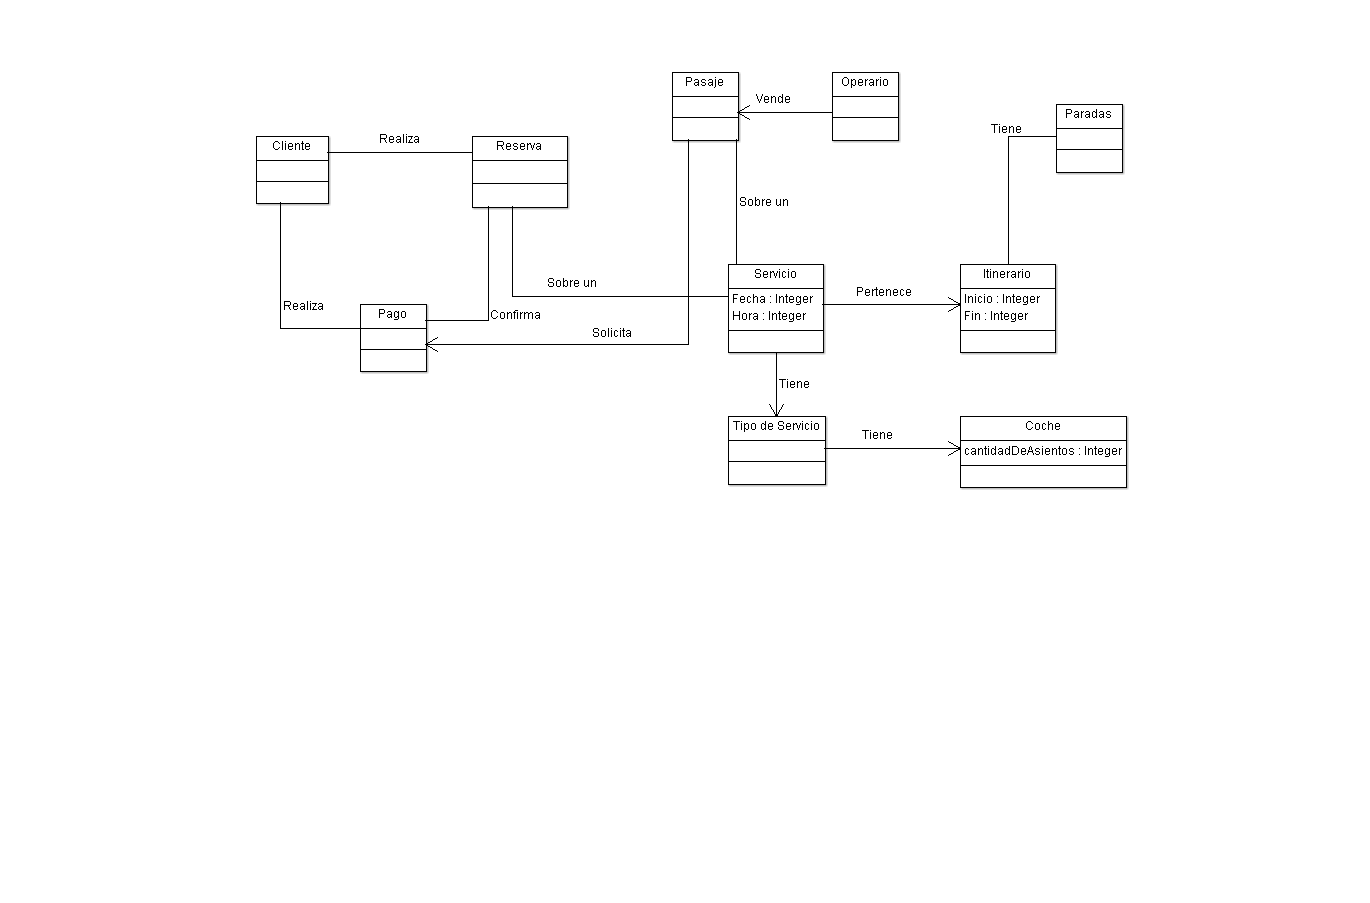 Pasaje
Operario
Vende
Paradas
Tiene
Cliente
Realiza
Reserva
Sobre un
Servicio
Fecha : Integer
Hora : Integer
Pertenece
Itinerario
Inicio : Integer
Fin : Integer
Sobre un
Realiza
Pago
Confirma
Solicita
Tiene
Tipo de Servicio
Tiene
Coche
cantidadDeAsientos : Integer